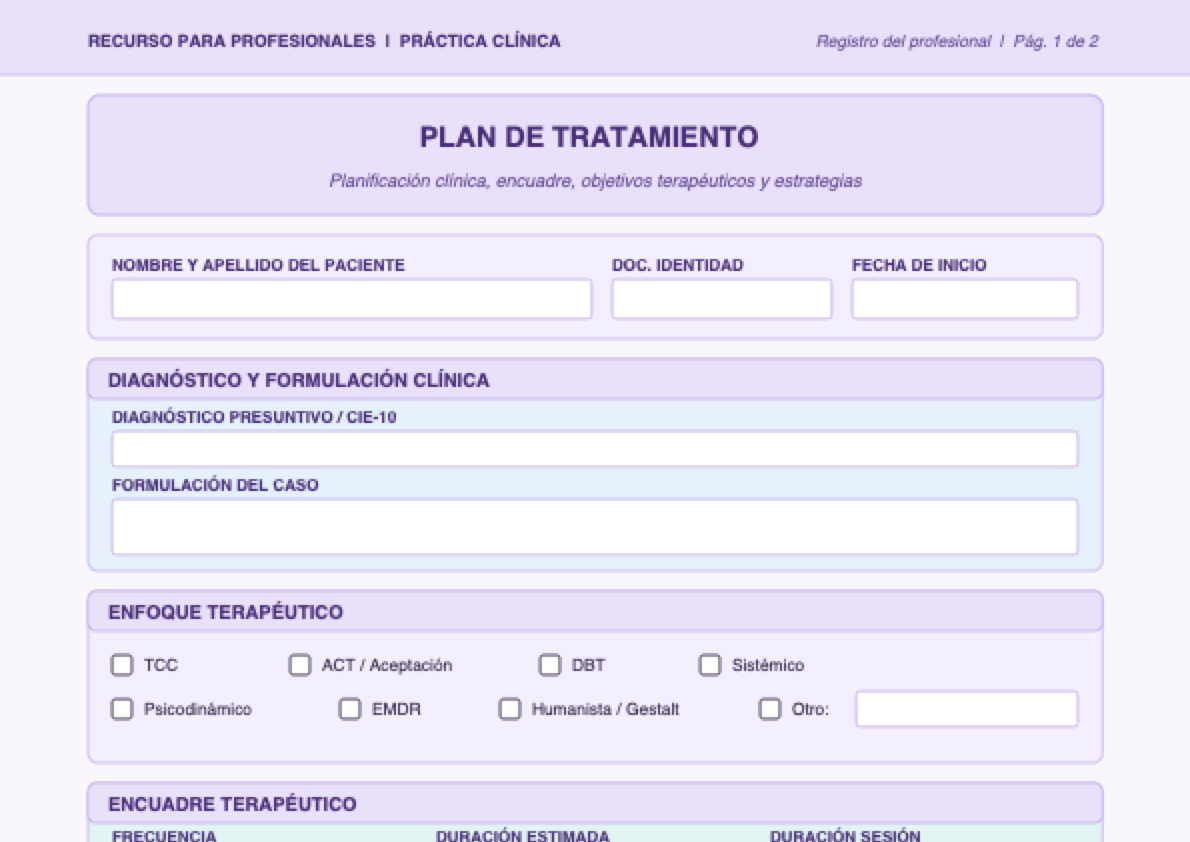 RECURSO PARA PROFESIONALES | PRÁCTICA CLÍNICA
Registro del profesional | Pág. 1 de 2
PLAN DE TRATAMIENTO
Planificación clínica, encuadre, objetivos terapéuticos y estrategias
NOMBRE Y APELLIDO DEL PACIENTE DOC. IDENTIDAD FECHA DE INICIO
DIAGNÓSTICO Y FORMULACIÓN CLÍNICA
DIAGNÓSTICO PRESUNTIVO / CIE-10
FORMULACIÓN DEL CASO
ENFOQUE TERAPÉUTICO
TCC ACT / Aceptación DBT Sistémico
Psicodinámico EMDR Humanista / Gestalt Otro:
ENCUADRE TERAPÉUTICO
FRECUENCIA DURACIÓN ESTIMADA DURACIÓN SESIÓN